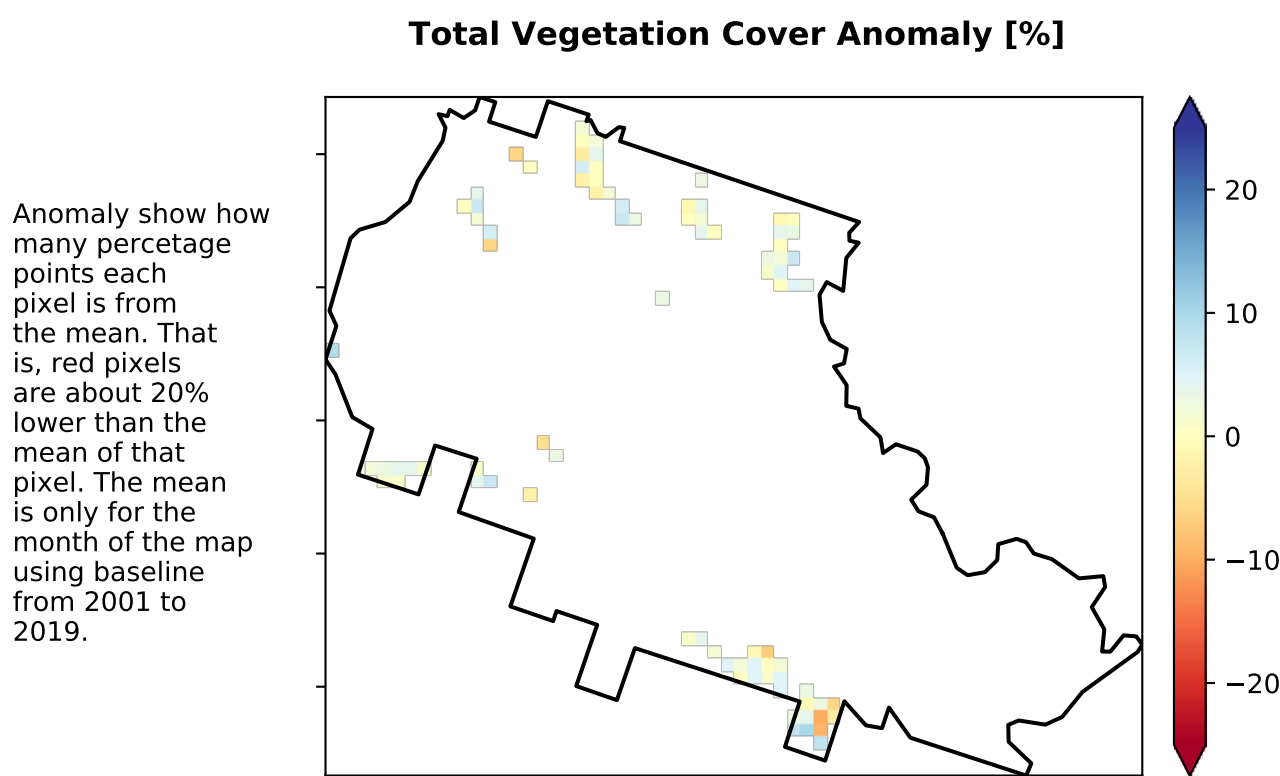 Total Vegetation Cover Anomaly [%]
Anomaly show how
many percetage
points each
pixel is from
the mean. That
is, red pixels
are about 20%
lower than the
mean of that
pixel. The mean
is only for the
month of the map
using baseline
from 2001 to
2019.
20
10
0
−10
−20